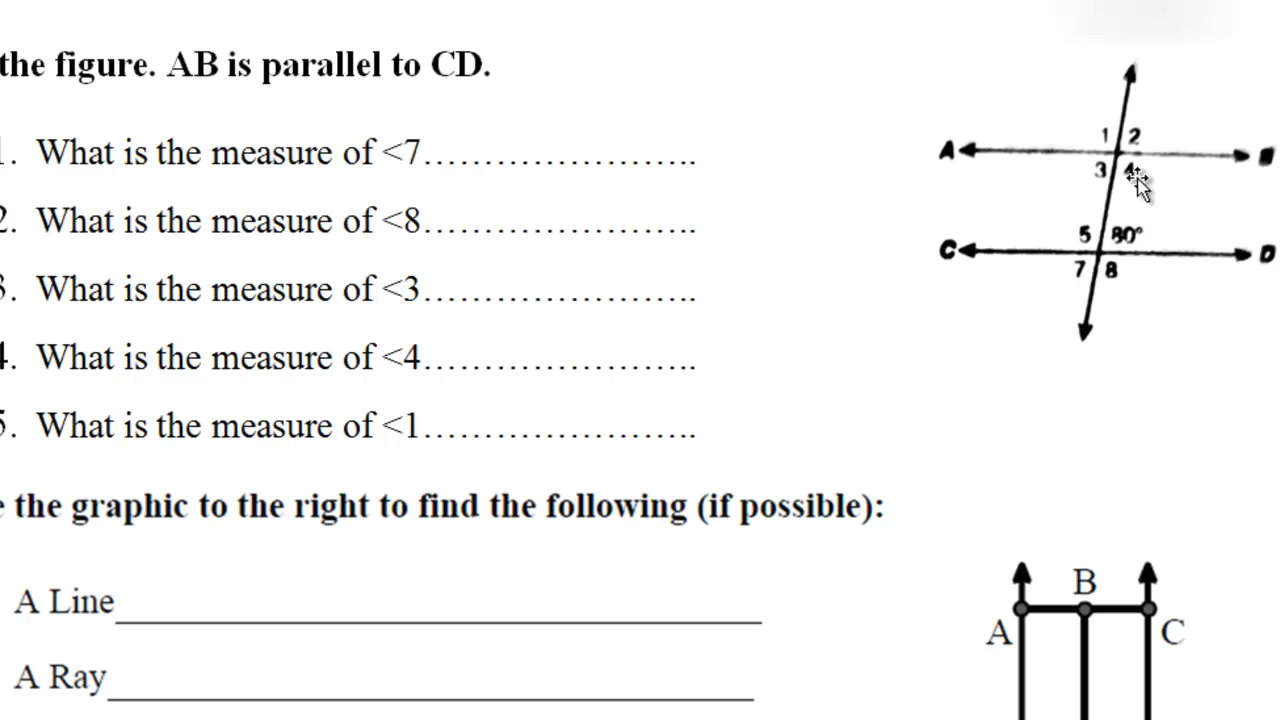 the figure. AB is parallel to CD.
1. What is the measure of <7…………………..
2. What is the measure of <8…………………..
3. What is the measure of <3…………………..
4. What is the measure of <4…………………..
5. What is the measure of <1…………………..
1 2
A
3 4
5 80°
C D
7 8
the graphic to the right to find the following (if possible):
A Line
A Ray
B
A C